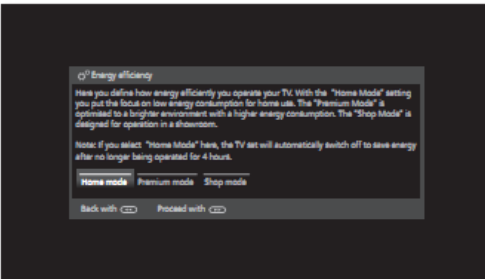 Energy efficiency
Here you define how energy efficiently you operate your TV. With the "Home Mode" setting
you put the focus on low energy consumption for home use. The "Premium Mode" is
optimised to a brighter environment with a higher energy consumption. The "Shop Mode" is
designed for operation in a showroom.
Note: If you select "Home Mode" here, the TV set will automatically switch off to save energy
after no longer being operated for 4 hours.
Home mode Premium mode Shop mode
Back with Proceed with